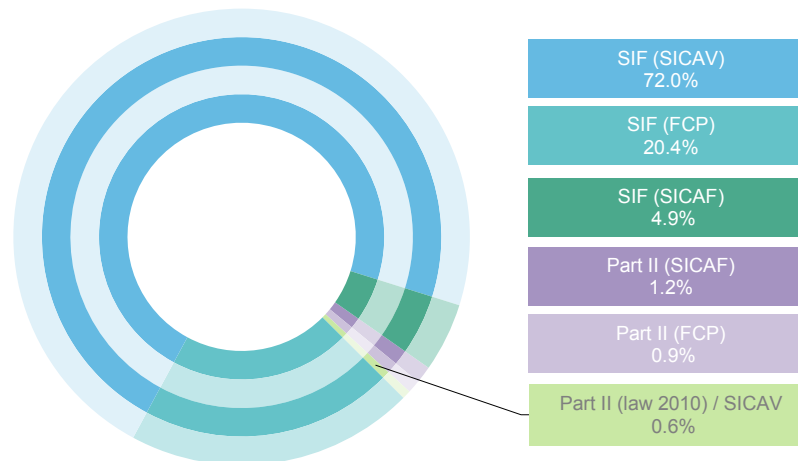 SIF (SICAV)
72.0%
SIF (FCP)
20.4%
SIF (SICAF)
4.9%
Part II (SICAF)
1.2%
Part II (FCP)
0.9%
Part II (law 2010) / SICAV
0.6%